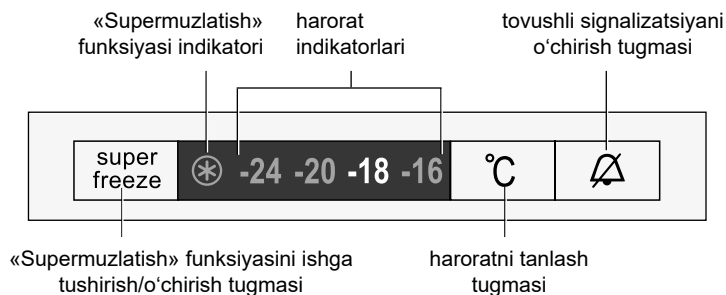 «Supermuzlatish»
funksiyasi indikatori
harorat
indikatorlari
tovushli signalizatsiyani
o‘chirish tugmasi
super
freeze
-24 -20 -18 -16
°C
«Supermuzlatish» funksiyasini ishga
tushirish/o‘chirish tugmasi
haroratni tanlash
tugmasi